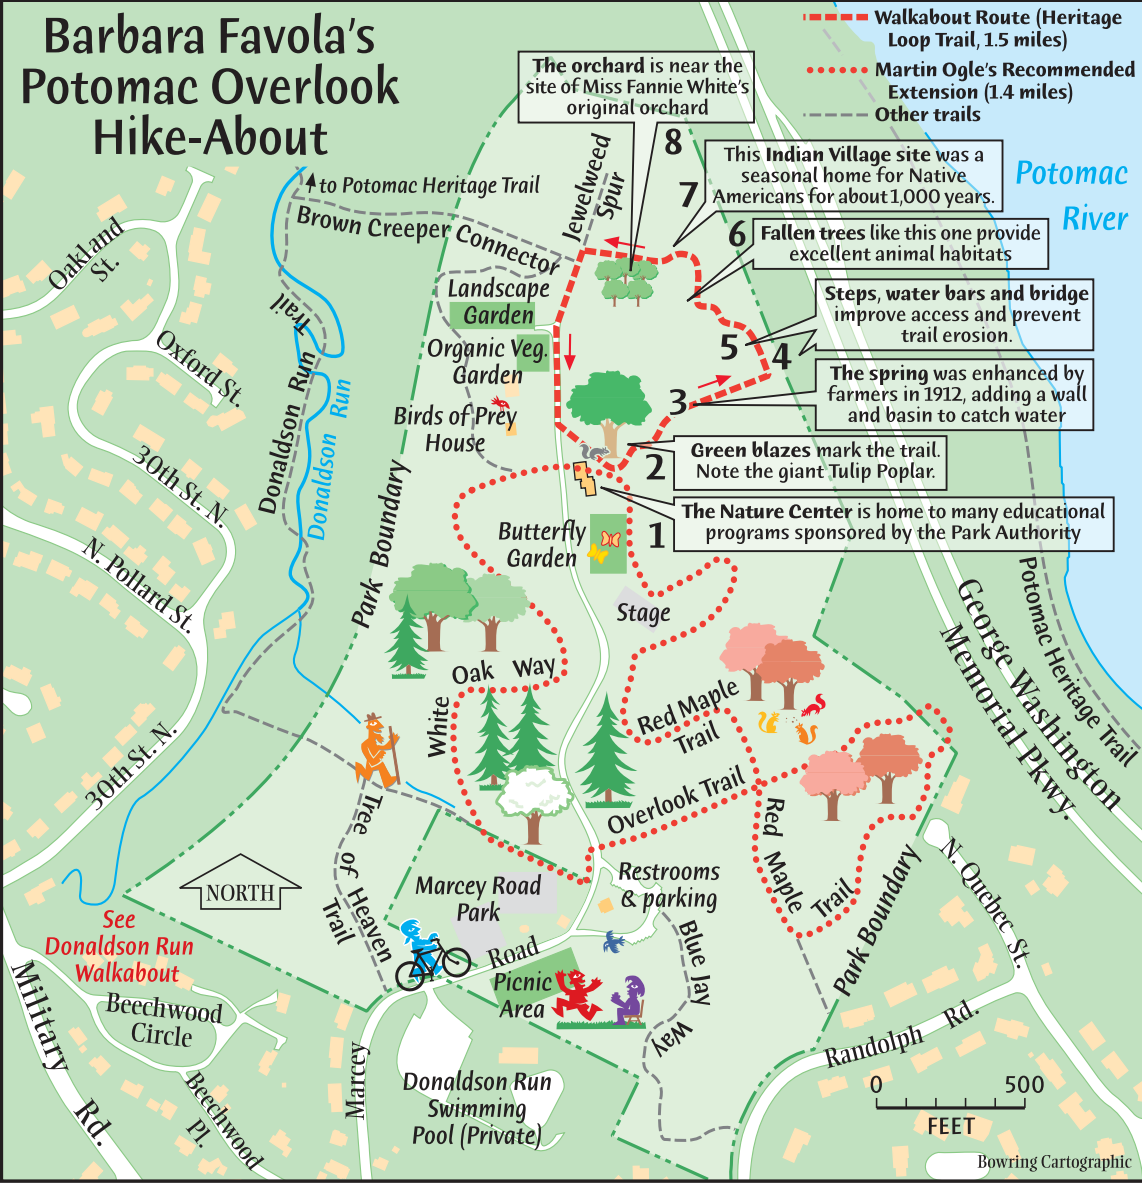 Barbara Favola's
Potomac Overlook
Hike-About
Walkabout Route (Heritage
Loop Trail, 1.5 miles)
Martin Ogle's Recommended
Extension (1.4 miles)
Other trails
The orchard is near the
site of Miss Fannie White's
original orchard
8
This Indian Village site was a
seasonal home for Native
Americans for about 1,000 years.
7
Potomac
River
6
Fallen trees like this one provide
excellent animal habitats
Steps, water bars and bridge
improve access and prevent
trail erosion.
5
4
The spring was enhanced by
farmers in 1912, adding a wall
and basin to catch water
3
Green blazes mark the trail.
Note the giant Tulip Poplar.
2
The Nature Center is home to many educational
programs sponsored by the Park Authority
1
to Potomac Heritage Trail
Brown Creeper Connector
Jewelweed
Spur
Oakland
St.
Landscape
Garden
Trail
Oxford St.
Organic Veg.
Garden
Donaldson Run
Donaldson Run
Birds of Prey
House
30th St. N.
Park Boundary
Butterfly
Garden
N. Pollard St.
Stage
Potomac Heritage Trail
George Washington
Memorial Pkwy.
White Oak Way
Red Maple
Trail
30th St. N.
Overlook Trail
Red Maple Trail
Tree of Heaven
Trail
NORTH
Marcey Road
Park
Restrooms
& parking
Park Boundary
N. Quebec St.
See
Donaldson Run
Walkabout
Road
Blue Jay
Way
Picnic
Area
Military Rd.
Beechwood
Circle
Beechwood
Pl.
Marcey
Donaldson Run
Swimming
Pool (Private)
Randolph Rd.
0 500
FEET
Bowring Cartographic